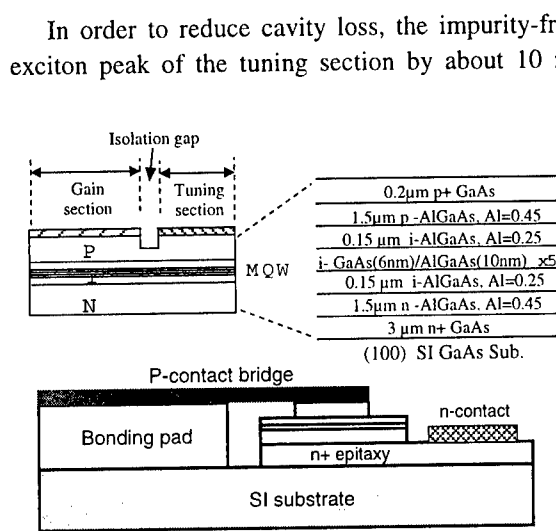 In order to reduce cavity loss, the impurity-fr
exciton peak of the tuning section by about 10
Isolation gap
Gain section
Tuning section
P
MQW
N
0.2µm p+ GaAs
1.5µm p -AlGaAs, Al=0.45
0.15 µm i-AlGaAs, Al=0.25
i- GaAs(6nm)/AlGaAs(10nm) x5
0.15 µm i-AlGaAs, Al=0.25
1.5µm n -AlGaAs, Al=0.45
3 µm n+ GaAs
(100) SI GaAs Sub.
P-contact bridge
n-contact
Bonding pad
n+ epitaxy
SI substrate